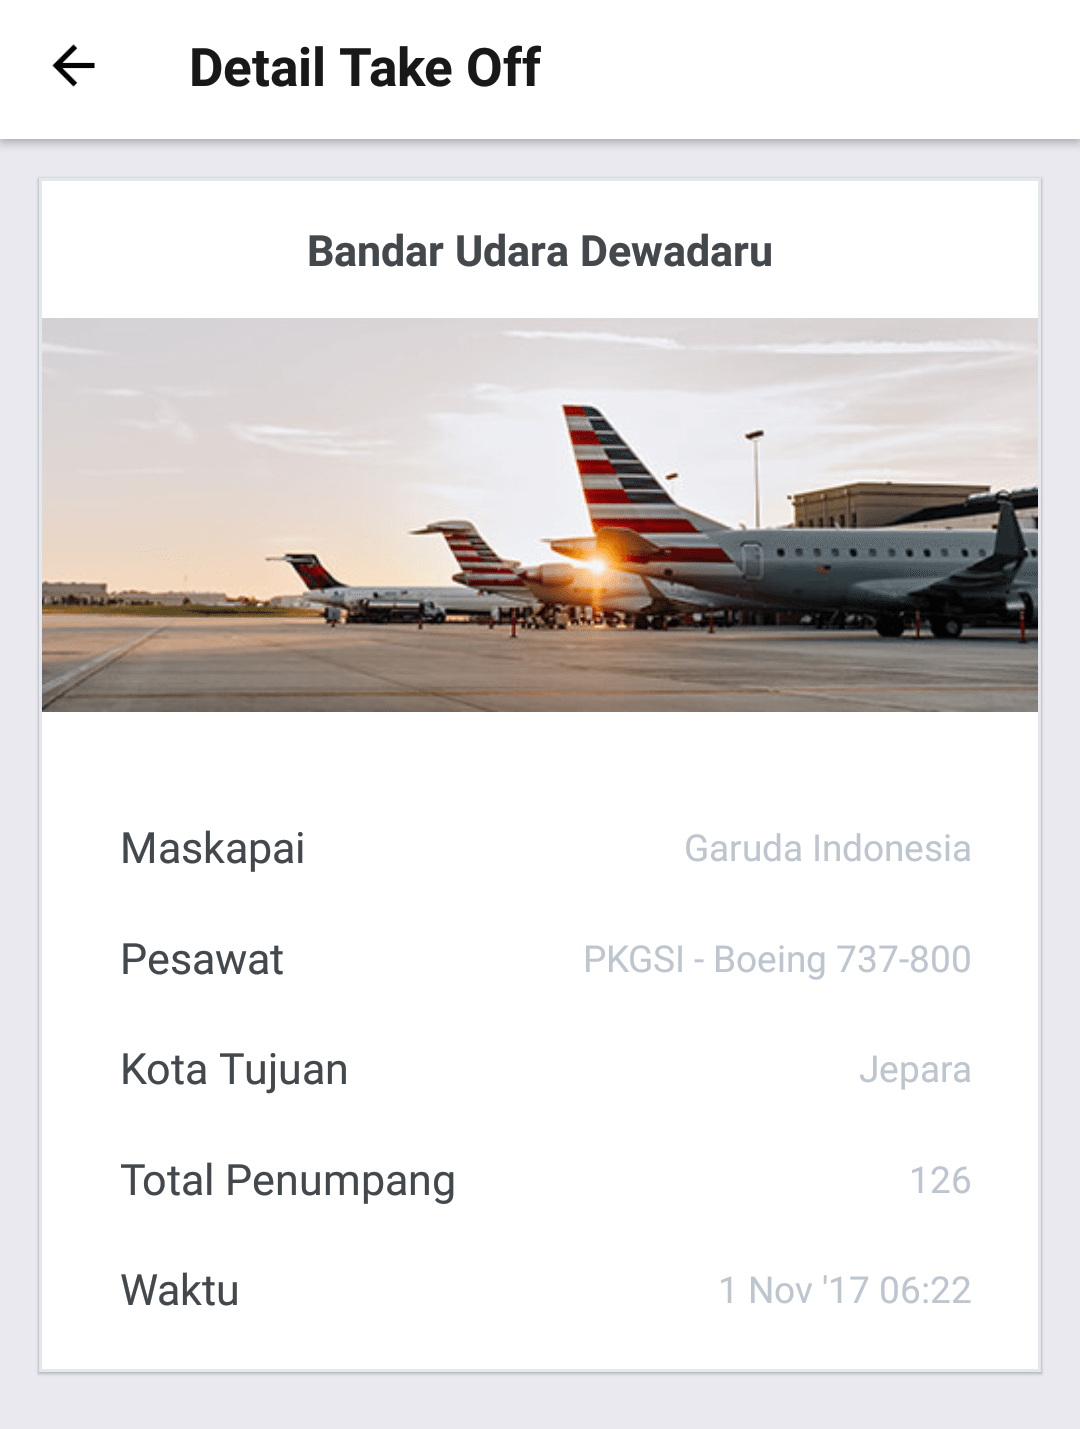 Detail Take Off
Bandar Udara Dewadaru
Maskapai Garuda Indonesia
Pesawat PKGSI - Boeing 737-800
Kota Tujuan Jepara
Total Penumpang 126
Waktu 1 Nov '17 06:22